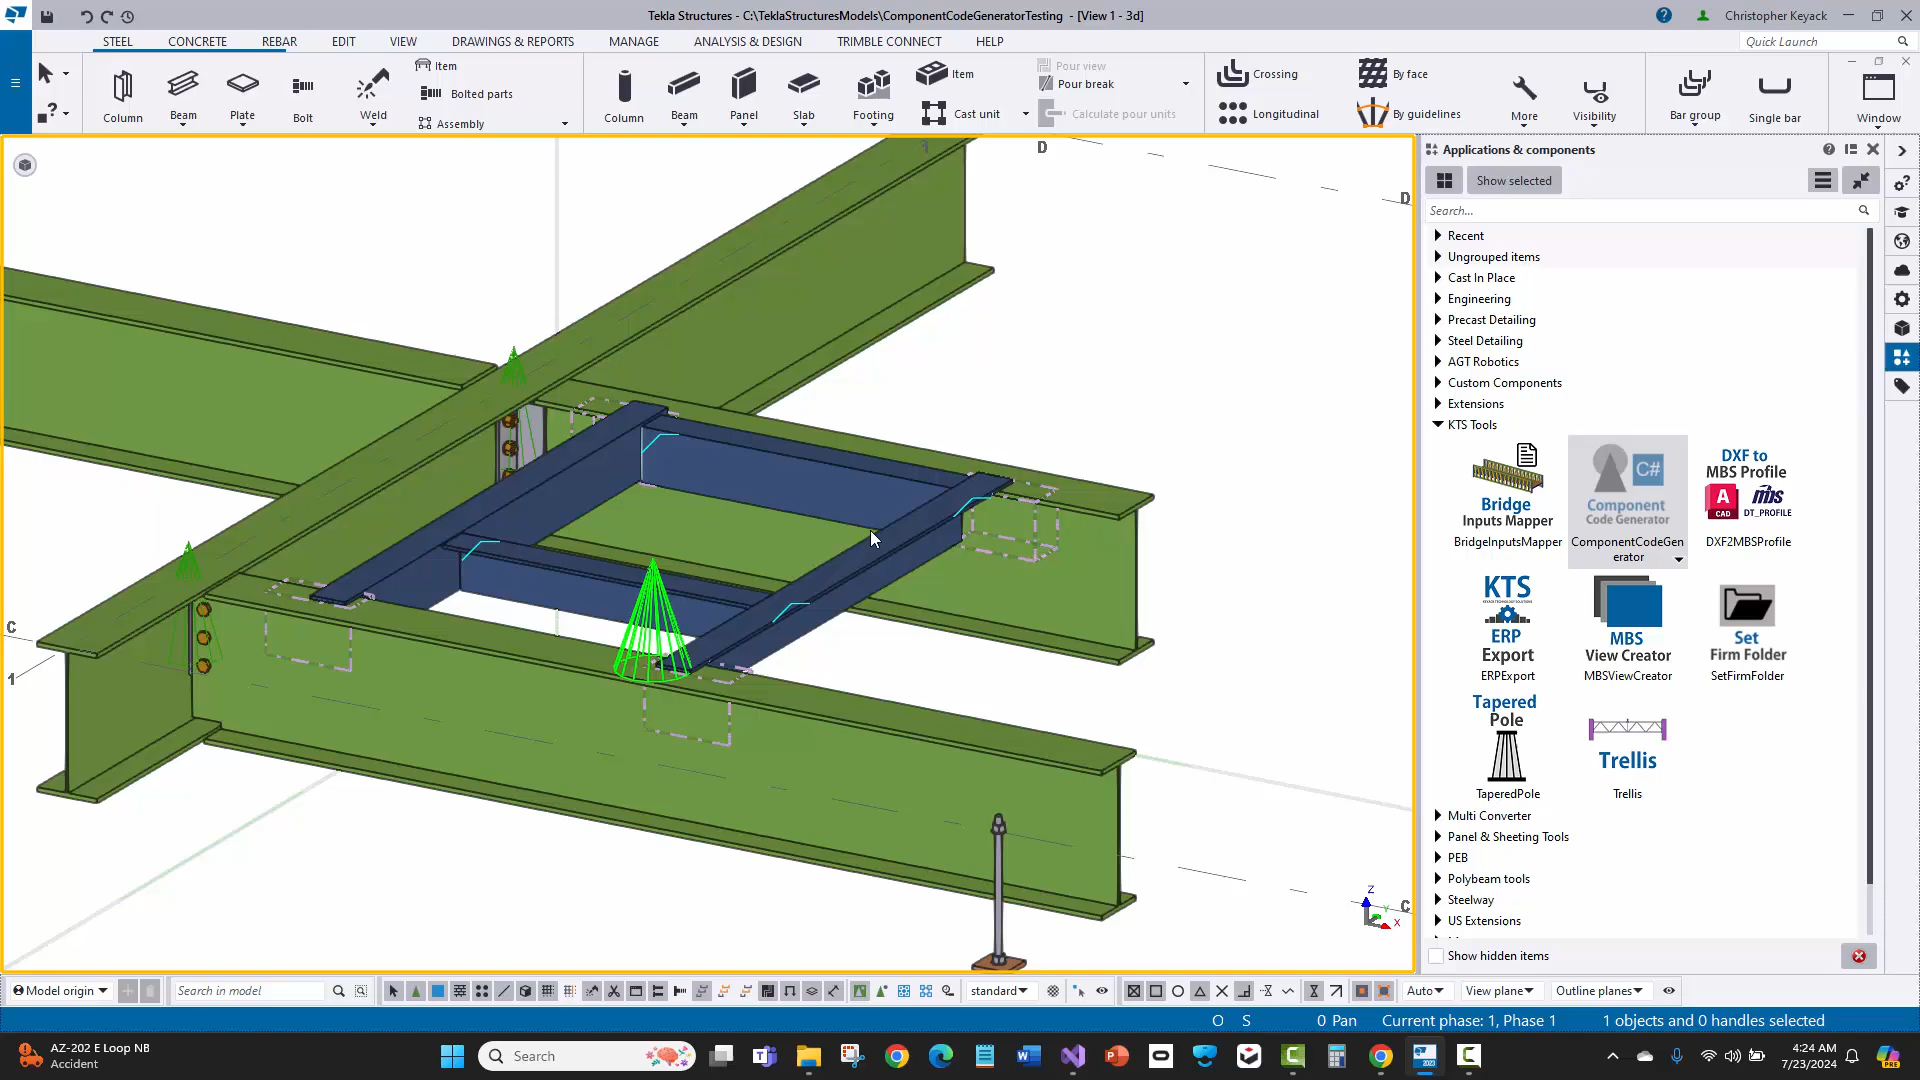 Tekla Structures - C:\TeklaStructuresModels\ComponentCodeGeneratorTesting - [View 1 - 3d]
Christopher Keyack
STEEL CONCRETE REBAR EDIT VIEW DRAWINGS & REPORTS MANAGE ANALYSIS & DESIGN TRIMBLE CONNECT HELP
Quick Launch
Column
Beam
Plate
Bolt
Weld
Item
Bolted parts
Assembly
Column
Beam
Panel
Slab
Footing
Item
Cast unit
Pour view
Pour break
Calculate pour units
Crossing
Longitudinal
By face
By guidelines
More
Visibility
Bar group
Single bar
Window
1
D
D
C
1
C
Z
Y
X
Applications & components
Show selected
Search...
Recent
Ungrouped items
Cast In Place
Engineering
Precast Detailing
Steel Detailing
AGT Robotics
Custom Components
Extensions
KTS Tools
Bridge
Inputs Mapper
BridgeInputsMapper
C#
Component
Code Generator
ComponentCodeGen
erator
DXF to
MBS Profile
A
CAD
mbs
DT_PROFILE
DXF2MBSProfile
KTS
ERP
Export
ERPExport
MBS
View Creator
MBSViewCreator
Set
Firm Folder
SetFirmFolder
Tapered
Pole
TaperedPole
Trellis
Trellis
Multi Converter
Panel & Sheeting Tools
PEB
Polybeam tools
Steelway
US Extensions
Show hidden items
Model origin
Search in model
standard
Auto
View plane
Outline planes
O S 0 Pan Current phase: 1, Phase 1 1 objects and 0 handles selected
AZ-202 E Loop NB
Accident
Search
4:24 AM
7/23/2024